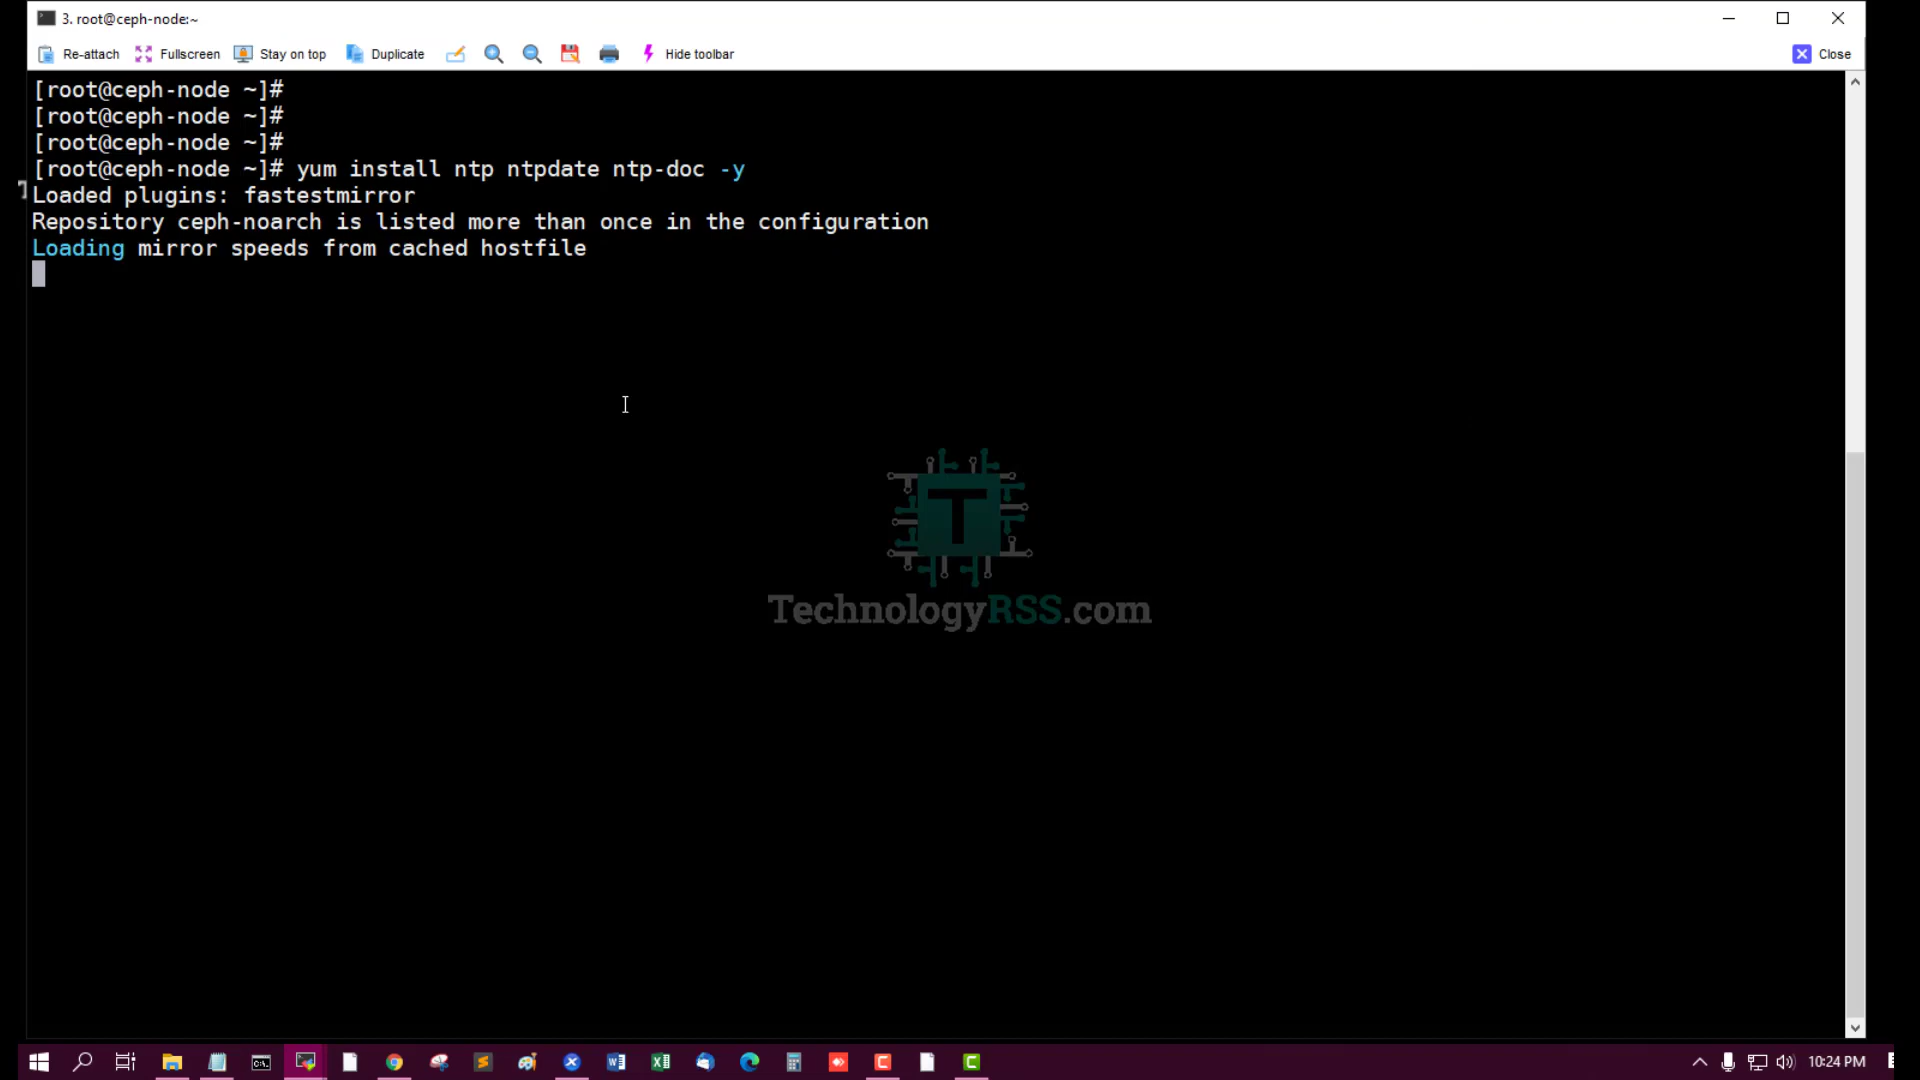 3. root@ceph-node:~
Re-attach Fullscreen Stay on top Duplicate Hide toolbar Close
[root@ceph-node ~]#
[root@ceph-node ~]#
[root@ceph-node ~]#
[root@ceph-node ~]# yum install ntp ntpdate ntp-doc -y
Loaded plugins: fastestmirror
Repository ceph-noarch is listed more than once in the configuration
Loading mirror speeds from cached hostfile
T
TechnologyRSS.com
10:24 PM